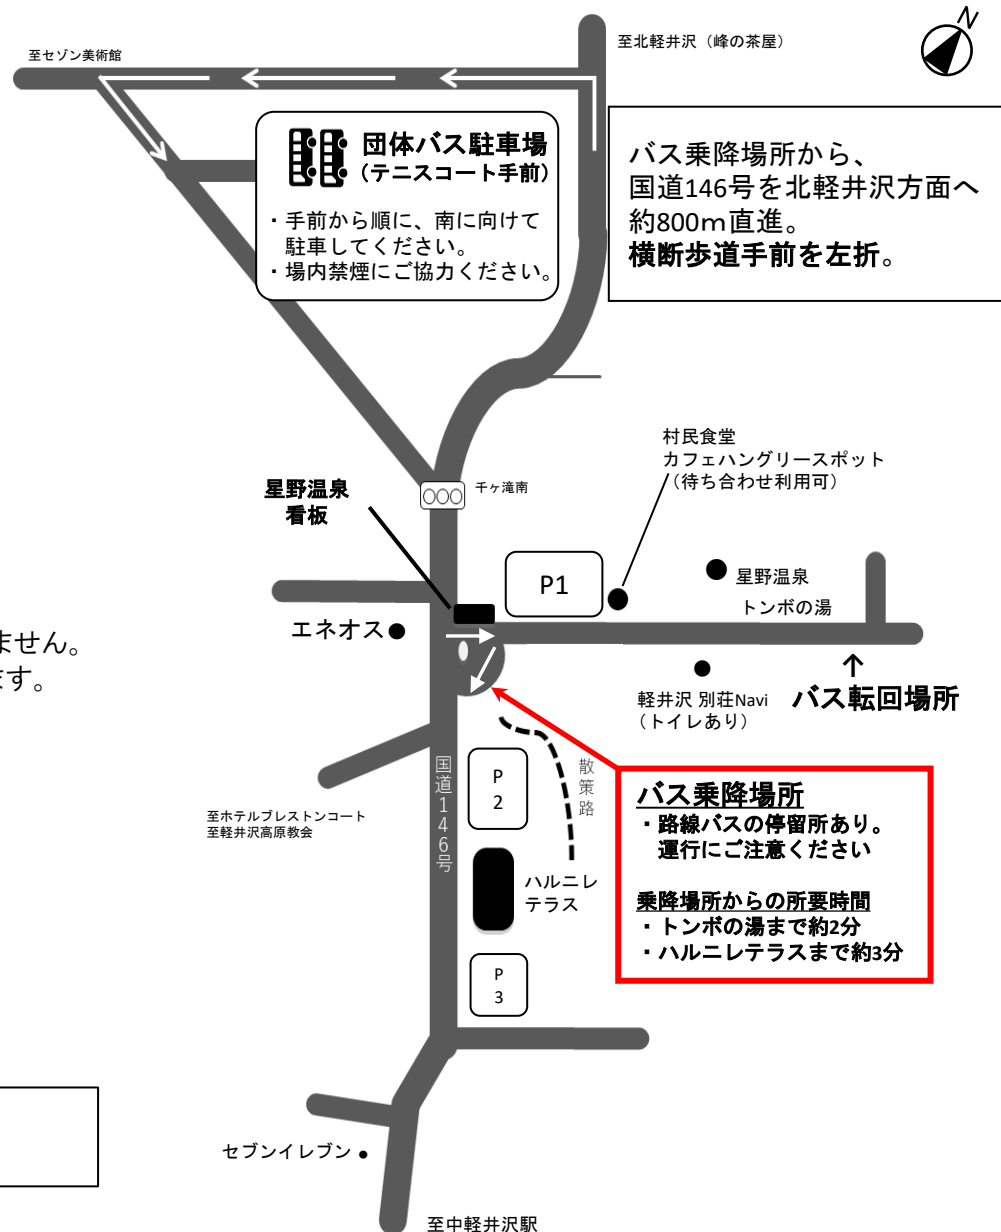 N
至セゾン美術館
至北軽井沢（峰の茶屋）
団体バス駐車場
（テニスコート手前）
・手前から順に、南に向けて
駐車してください。
・場内禁煙にご協力ください。
バス乗降場所から、
国道146号を北軽井沢方面へ
約800ｍ直進。
横断歩道手前を左折。
村民食堂
カフェハングリースポット
（待ち合わせ利用可）
星野温泉
看板
千ヶ滝南
P1
星野温泉
トンボの湯
エネオス
ません。
ます。
軽井沢 別荘Navi
（トイレあり）
↑
バス転回場所
国道146号
P
2
散策路
至ホテルブレストンコート
至軽井沢高原教会
バス乗降場所
・路線バスの停留所あり。
運行にご注意ください
乗降場所からの所要時間
・トンボの湯まで約2分
・ハルニレテラスまで約3分
ハルニレ
テラス
P
3
セブンイレブン
至中軽井沢駅